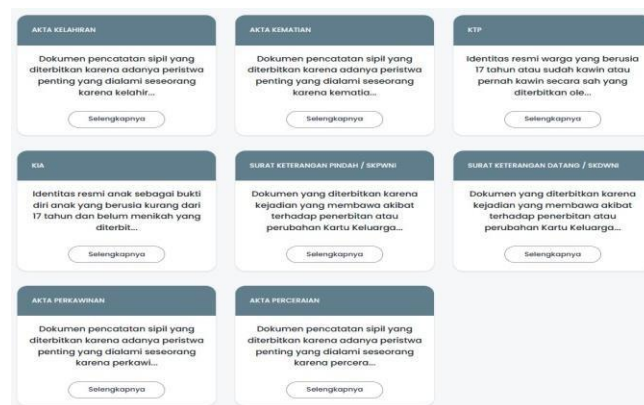 AKTA KELAHIRAN
Dokumen pencatatan sipil yang
diterbitkan karena adanya peristwa
penting yang dialami seseorang
karena kelahir...
Selengkapnya
AKTA KEMATIAN
Dokumen pencatatan sipil yang
diterbitkan karena adanya peristwa
penting yang dialami seseorang
karena kematia...
Selengkapnya
KTP
Identitas resmi warga yang berusia
17 tahun atau sudah kawin atau
pernah kawin secara sah yang
diterbitkan ole...
Selengkapnya
KIA
Identitas resmi anak sebagai bukti
diri anak yang berusia kurang dari
17 tahun dan belum menikah yang
diterbit...
Selengkapnya
SURAT KETERANGAN PINDAH / SKPWNI
Dokumen yang diterbitkan karena
kejadian yang membawa akibat
terhadap penerbitan atau
perubahan Kartu Keluarga...
Selengkapnya
SURAT KETERANGAN DATANG / SKDWNI
Dokumen yang diterbitkan karena
kejadian yang membawa akibat
terhadap penerbitan atau
perubahan Kartu Keluarga...
Selengkapnya
AKTA PERKAWINAN
Dokumen pencatatan sipil yang
diterbitkan karena adanya peristwa
penting yang dialami seseorang
karena perkawi...
Selengkapnya
AKTA PERCERAIAN
Dokumen pencatatan sipil yang
diterbitkan karena adanya peristwa
penting yang dialami seseorang
karena percera...
Selengkapnya